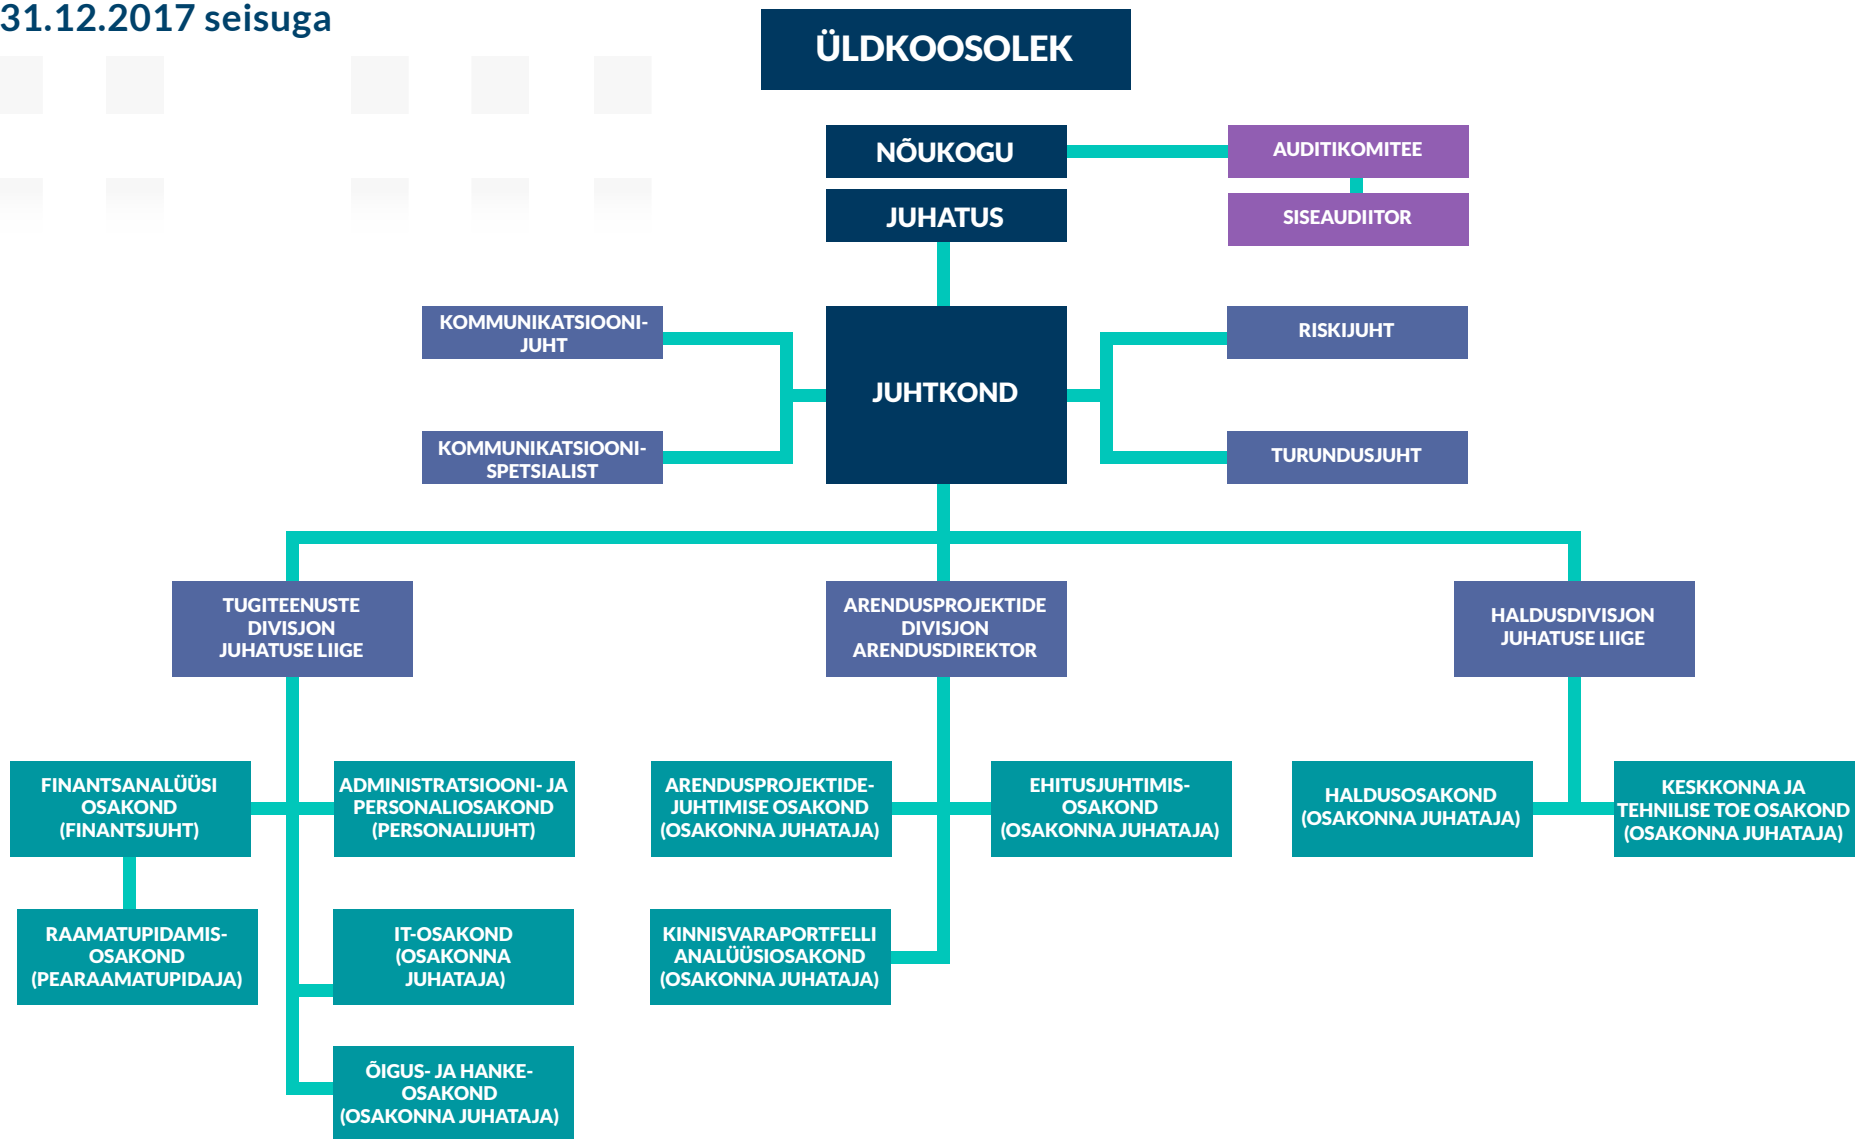 31.12.2017 seisuga
ÜLDKOOSOLEK
NÕUKOGU
AUDITIKOMITEE
JUHATUS
SISEAUDIITOR
KOMMUNIKATSIOONI-
JUHT
RISKIJUHT
JUHTKOND
KOMMUNIKATSIOONI-
SPETSIALIST
TURUNDUSJUHT
TUGITEENUSTE
DIVISJON
JUHATUSE LIIGE
ARENDUSPROJEKTIDE
DIVISJON
ARENDUSDIREKTOR
HALDUSDIVISJON
JUHATUSE LIIGE
FINANTSANALÜÜSI
OSAKOND
(FINANTSJUHT)
ADMINISTRATSIOONI- JA
PERSONALIOSAKOND
(PERSONALIJUHT)
ARENDUSPROJEKTIDE-
JUHTIMISE OSAKOND
(OSAKONNA JUHATAJA)
EHITUSJUHTIMIS-
OSAKOND
(OSAKONNA JUHATAJA)
HALDUSOSAKOND
(OSAKONNA JUHATAJA)
KESKKONNA JA
TEHNILISE TOE OSAKOND
(OSAKONNA JUHATAJA)
RAAMATUPIDAMIS-
OSAKOND
(PEARAAMATUPIDAJA)
IT-OSAKOND
(OSAKONNA
JUHATAJA)
KINNISVARAPORTFELLI
ANALÜÜSIOSAKOND
(OSAKONNA JUHATAJA)
ÕIGUS- JA HANKE-
OSAKOND
(OSAKONNA JUHATAJA)